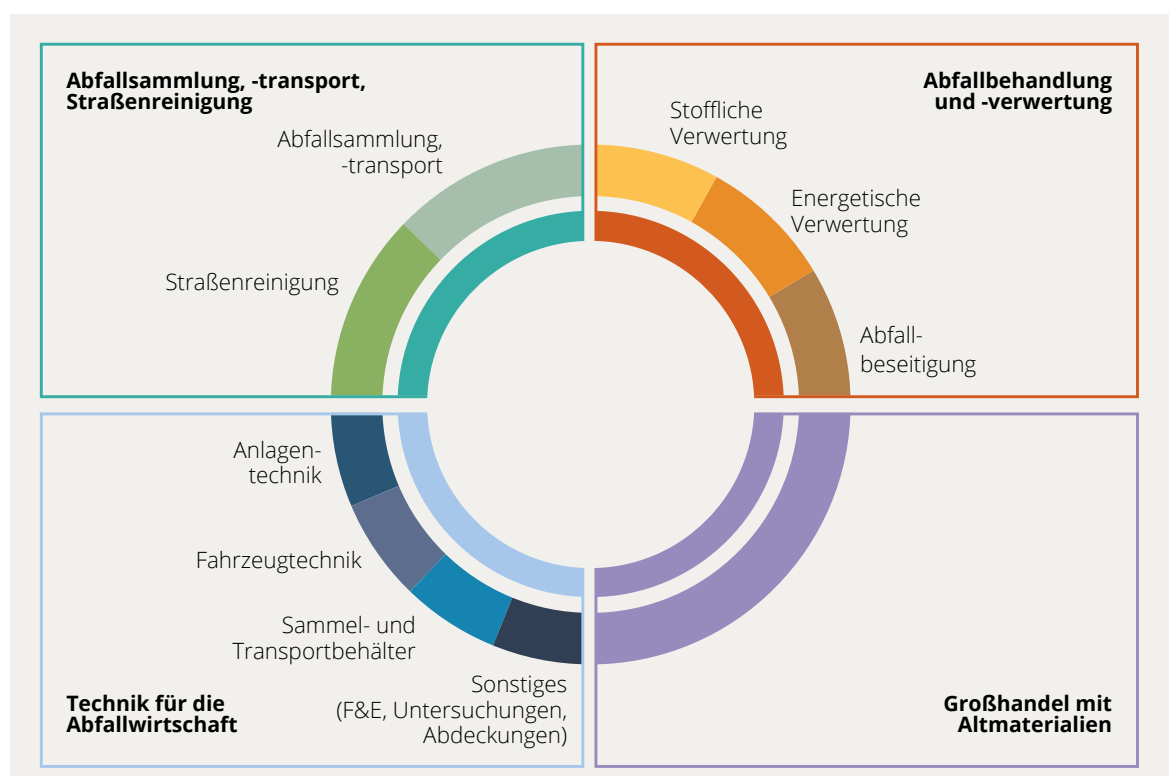 Abfallsammlung, -transport,
Straßenreinigung
Abfallsammlung,
-transport
Straßenreinigung
Abfallbehandlung
und -verwertung
Stoffliche
Verwertung
Energetische
Verwertung
Abfall-
beseitigung
Anlagen-
technik
Fahrzeugtechnik
Sammel- und
Transportbehälter
Sonstiges
(F&E, Untersuchungen,
Abdeckungen)
Technik für die
Abfallwirtschaft
Großhandel mit
Altmaterialien